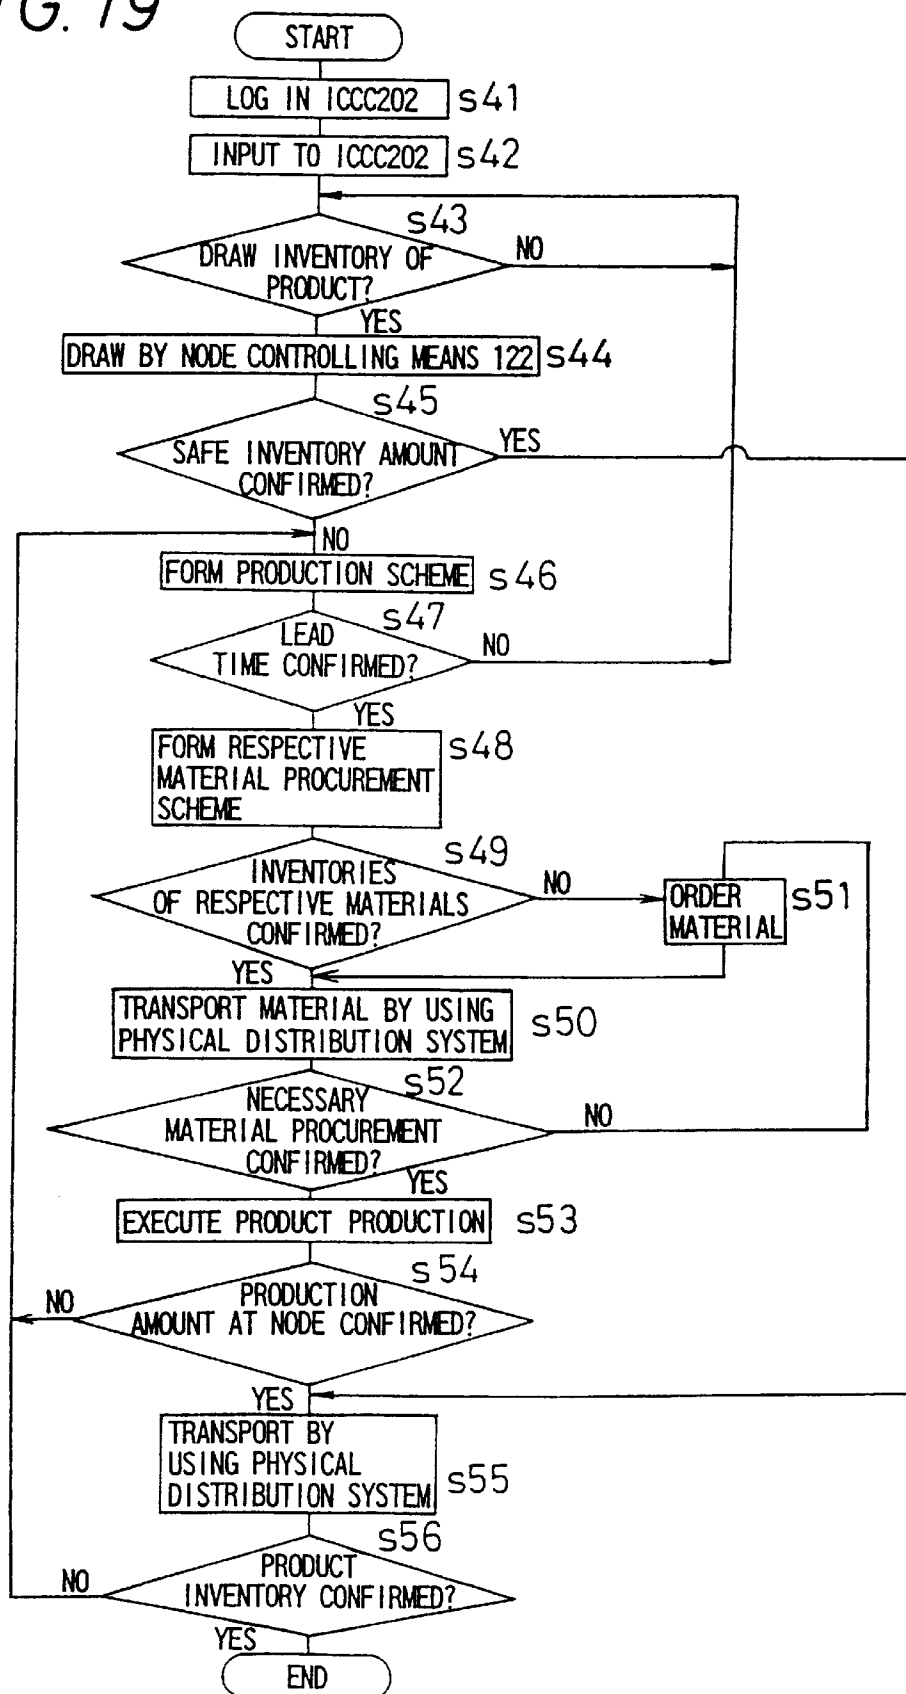 G. 19
START
LOG IN ICCC202 s41
INPUT TO ICCC202 s42
s43
DRAW INVENTORY OF
PRODUCT?
NO
YES
DRAW BY NODE CONTROLLING MEANS 122 s44
s45
SAFE INVENTORY AMOUNT
CONFIRMED?
YES
NO
FORM PRODUCTION SCHEME s46
s47
LEAD
TIME CONFIRMED?
NO
YES
FORM RESPECTIVE
MATERIAL PROCUREMENT
SCHEME
s48
s49
INVENTORIES
OF RESPECTIVE MATERIALS
CONFIRMED?
NO
ORDER
MATERIAL
s51
YES
TRANSPORT MATERIAL BY USING
PHYSICAL DISTRIBUTION SYSTEM
s50
s52
NECESSARY
MATERIAL PROCUREMENT
CONFIRMED?
NO
YES
EXECUTE PRODUCT PRODUCTION s53
s54
PRODUCTION
AMOUNT AT NODE CONFIRMED?
NO
YES
TRANSPORT BY
USING PHYSICAL
DISTRIBUTION SYSTEM
s55
s56
PRODUCT
INVENTORY CONFIRMED?
NO
YES
END